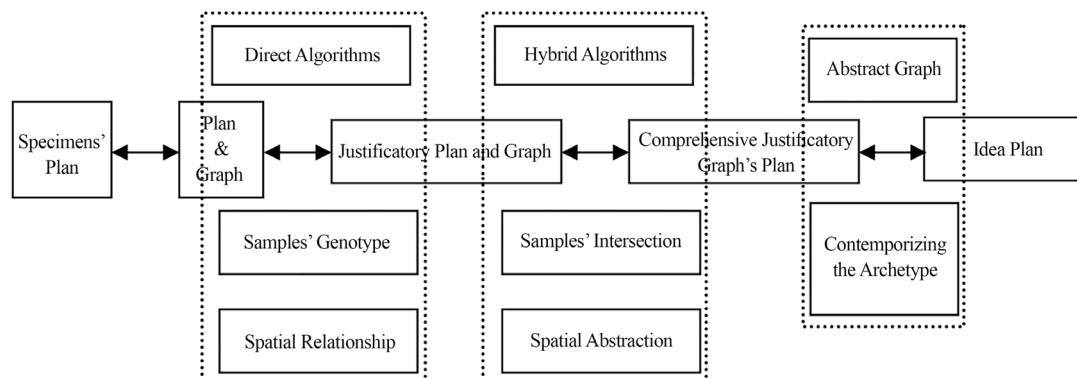 Direct Algorithms
Hybrid Algorithms
Abstract Graph
Specimens’
Plan
Plan
&
Graph
Justificatory Plan and Graph
Comprehensive Justificatory
Graph’s Plan
Idea Plan
Samples’ Genotype
Samples’ Intersection
Contemporizing
the Archetype
Spatial Relationship
Spatial Abstraction